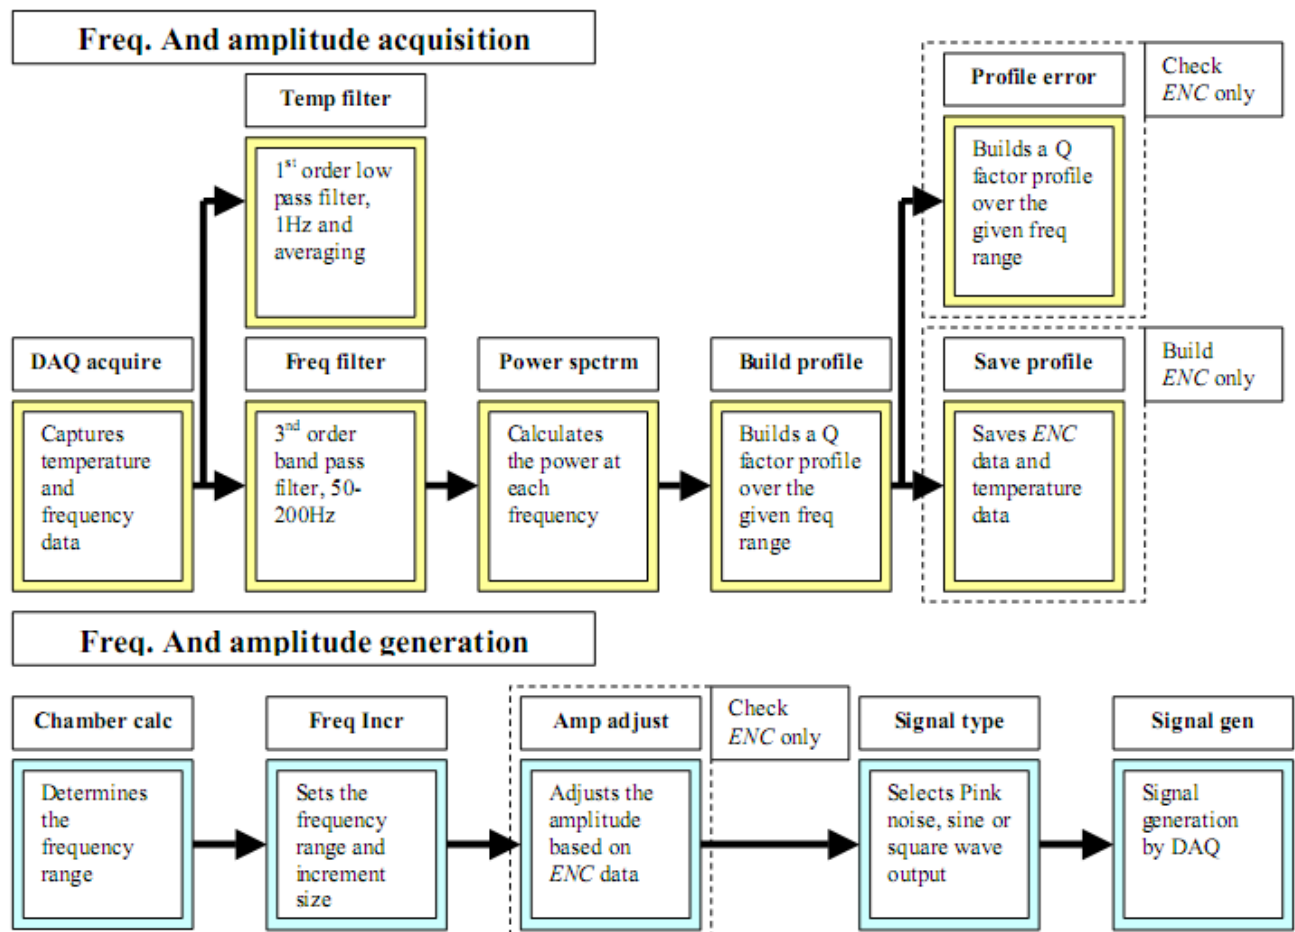 Freq. And amplitude acquisition
Temp filter
1st order low
pass filter,
1Hz and
averaging
Profile error
Check
ENC only
Builds a Q
factor profile
over the
given freq
range
DAQ acquire
Captures
temperature
and
frequency
data
Freq filter
3nd order
band pass
filter, 50-
200Hz
Power spctrm
Calculates
the power at
each
frequency
Build profile
Builds a Q
factor profile
over the
given freq
range
Save profile
Build
ENC only
Saves ENC
data and
temperature
data
Freq. And amplitude generation
Chamber calc
Determines
the
frequency
range
Freq Incr
Sets the
frequency
range and
increment
size
Amp adjust
Check
ENC only
Adjusts the
amplitude
based on
ENC data
Signal type
Selects Pink
noise, sine or
square wave
output
Signal gen
Signal
generation
by DAQ